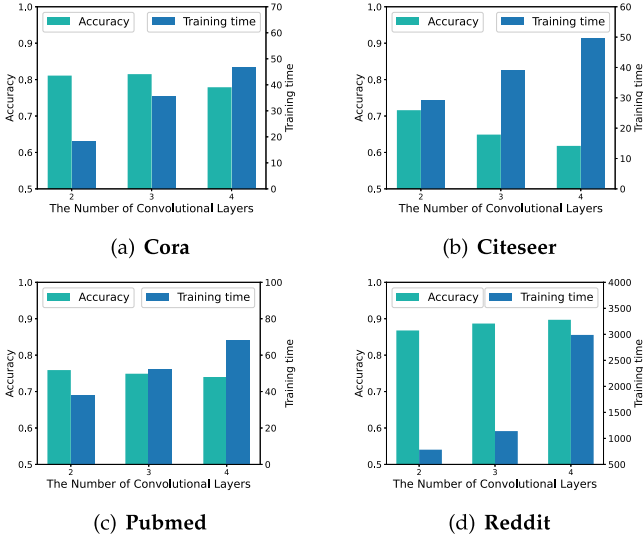 Accuracy
Training time
1.0
0.9
0.8
0.7
0.6
0.5
70
60
50
40
30
20
10
0
Accuracy
Training time
2
3
4
The Number of Convolutional Layers
(a) Cora
Accuracy
Training time
1.0
0.9
0.8
0.7
0.6
0.5
60
50
40
30
20
10
0
Accuracy
Training time
2
3
4
The Number of Convolutional Layers
(b) Citeseer
Accuracy
Training time
1.0
0.9
0.8
0.7
0.6
0.5
100
80
60
40
20
0
Accuracy
Training time
2
3
4
The Number of Convolutional Layers
(c) Pubmed
Accuracy
Training time
1.0
0.9
0.8
0.7
0.6
0.5
4000
3500
3000
2500
2000
1500
1000
500
Accuracy
Training time
2
3
4
The Number of Convolutional Layers
(d) Reddit